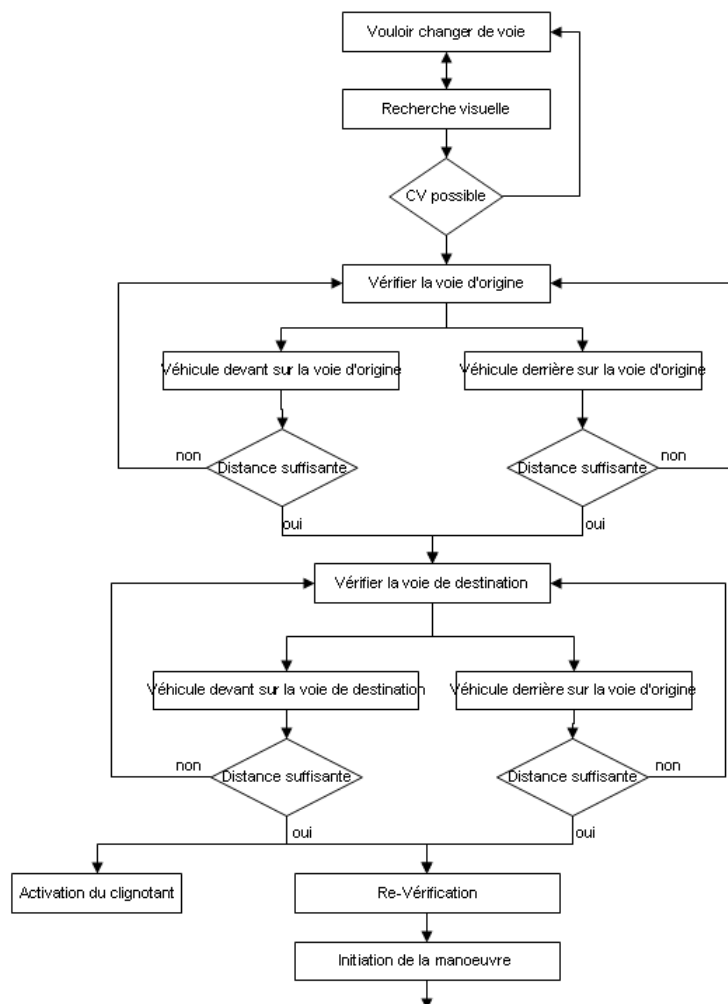 Vouloir changer de voie
Recherche visuelle
CV possible
Vérifier la voie d'origine
Véhicule devant sur la voie d'origine
Véhicule derrière sur la voie d'origine
non
Distance suffisante
Distance suffisante
non
oui
oui
Vérifier la voie de destination
Véhicule devant sur la voie de destination
Véhicule derrière sur la voie d'origine
non
Distance suffisante
Distance suffisante
non
oui
oui
Activation du clignotant
Re-Vérification
Initiation de la manoeuvre